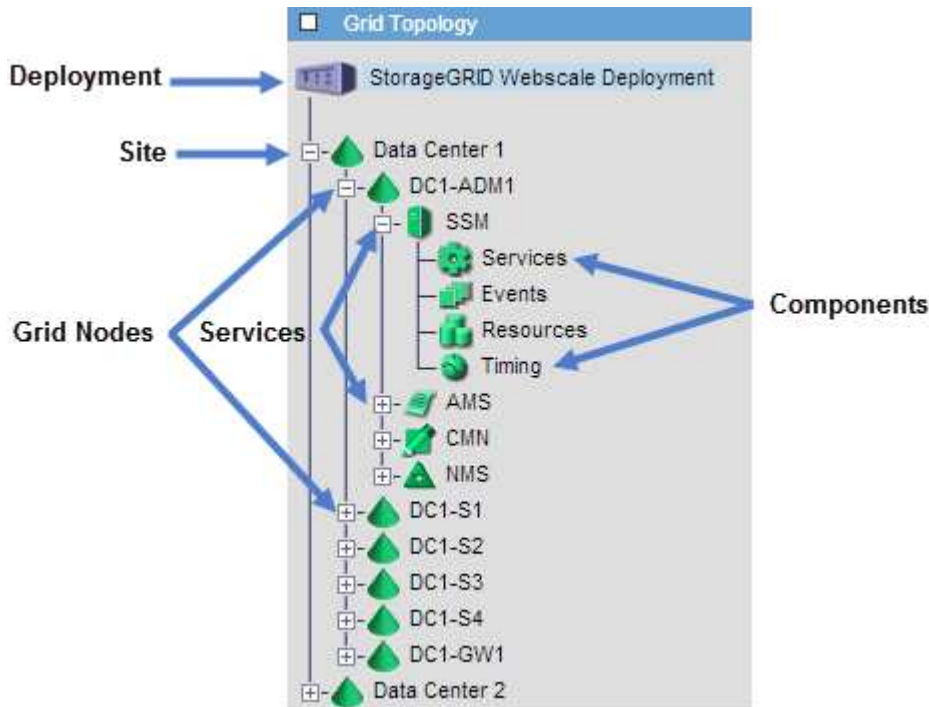 Grid Topology
Deployment
StorageGRID Webscale Deployment
Site
Data Center 1
DC1-ADM1
SSM
Services
Events
Components
Grid Nodes
Services
Resources
Timing
AMS
CMN
NMS
DC1-S1
DC1-S2
DC1-S3
DC1-S4
DC1-GW1
Data Center 2